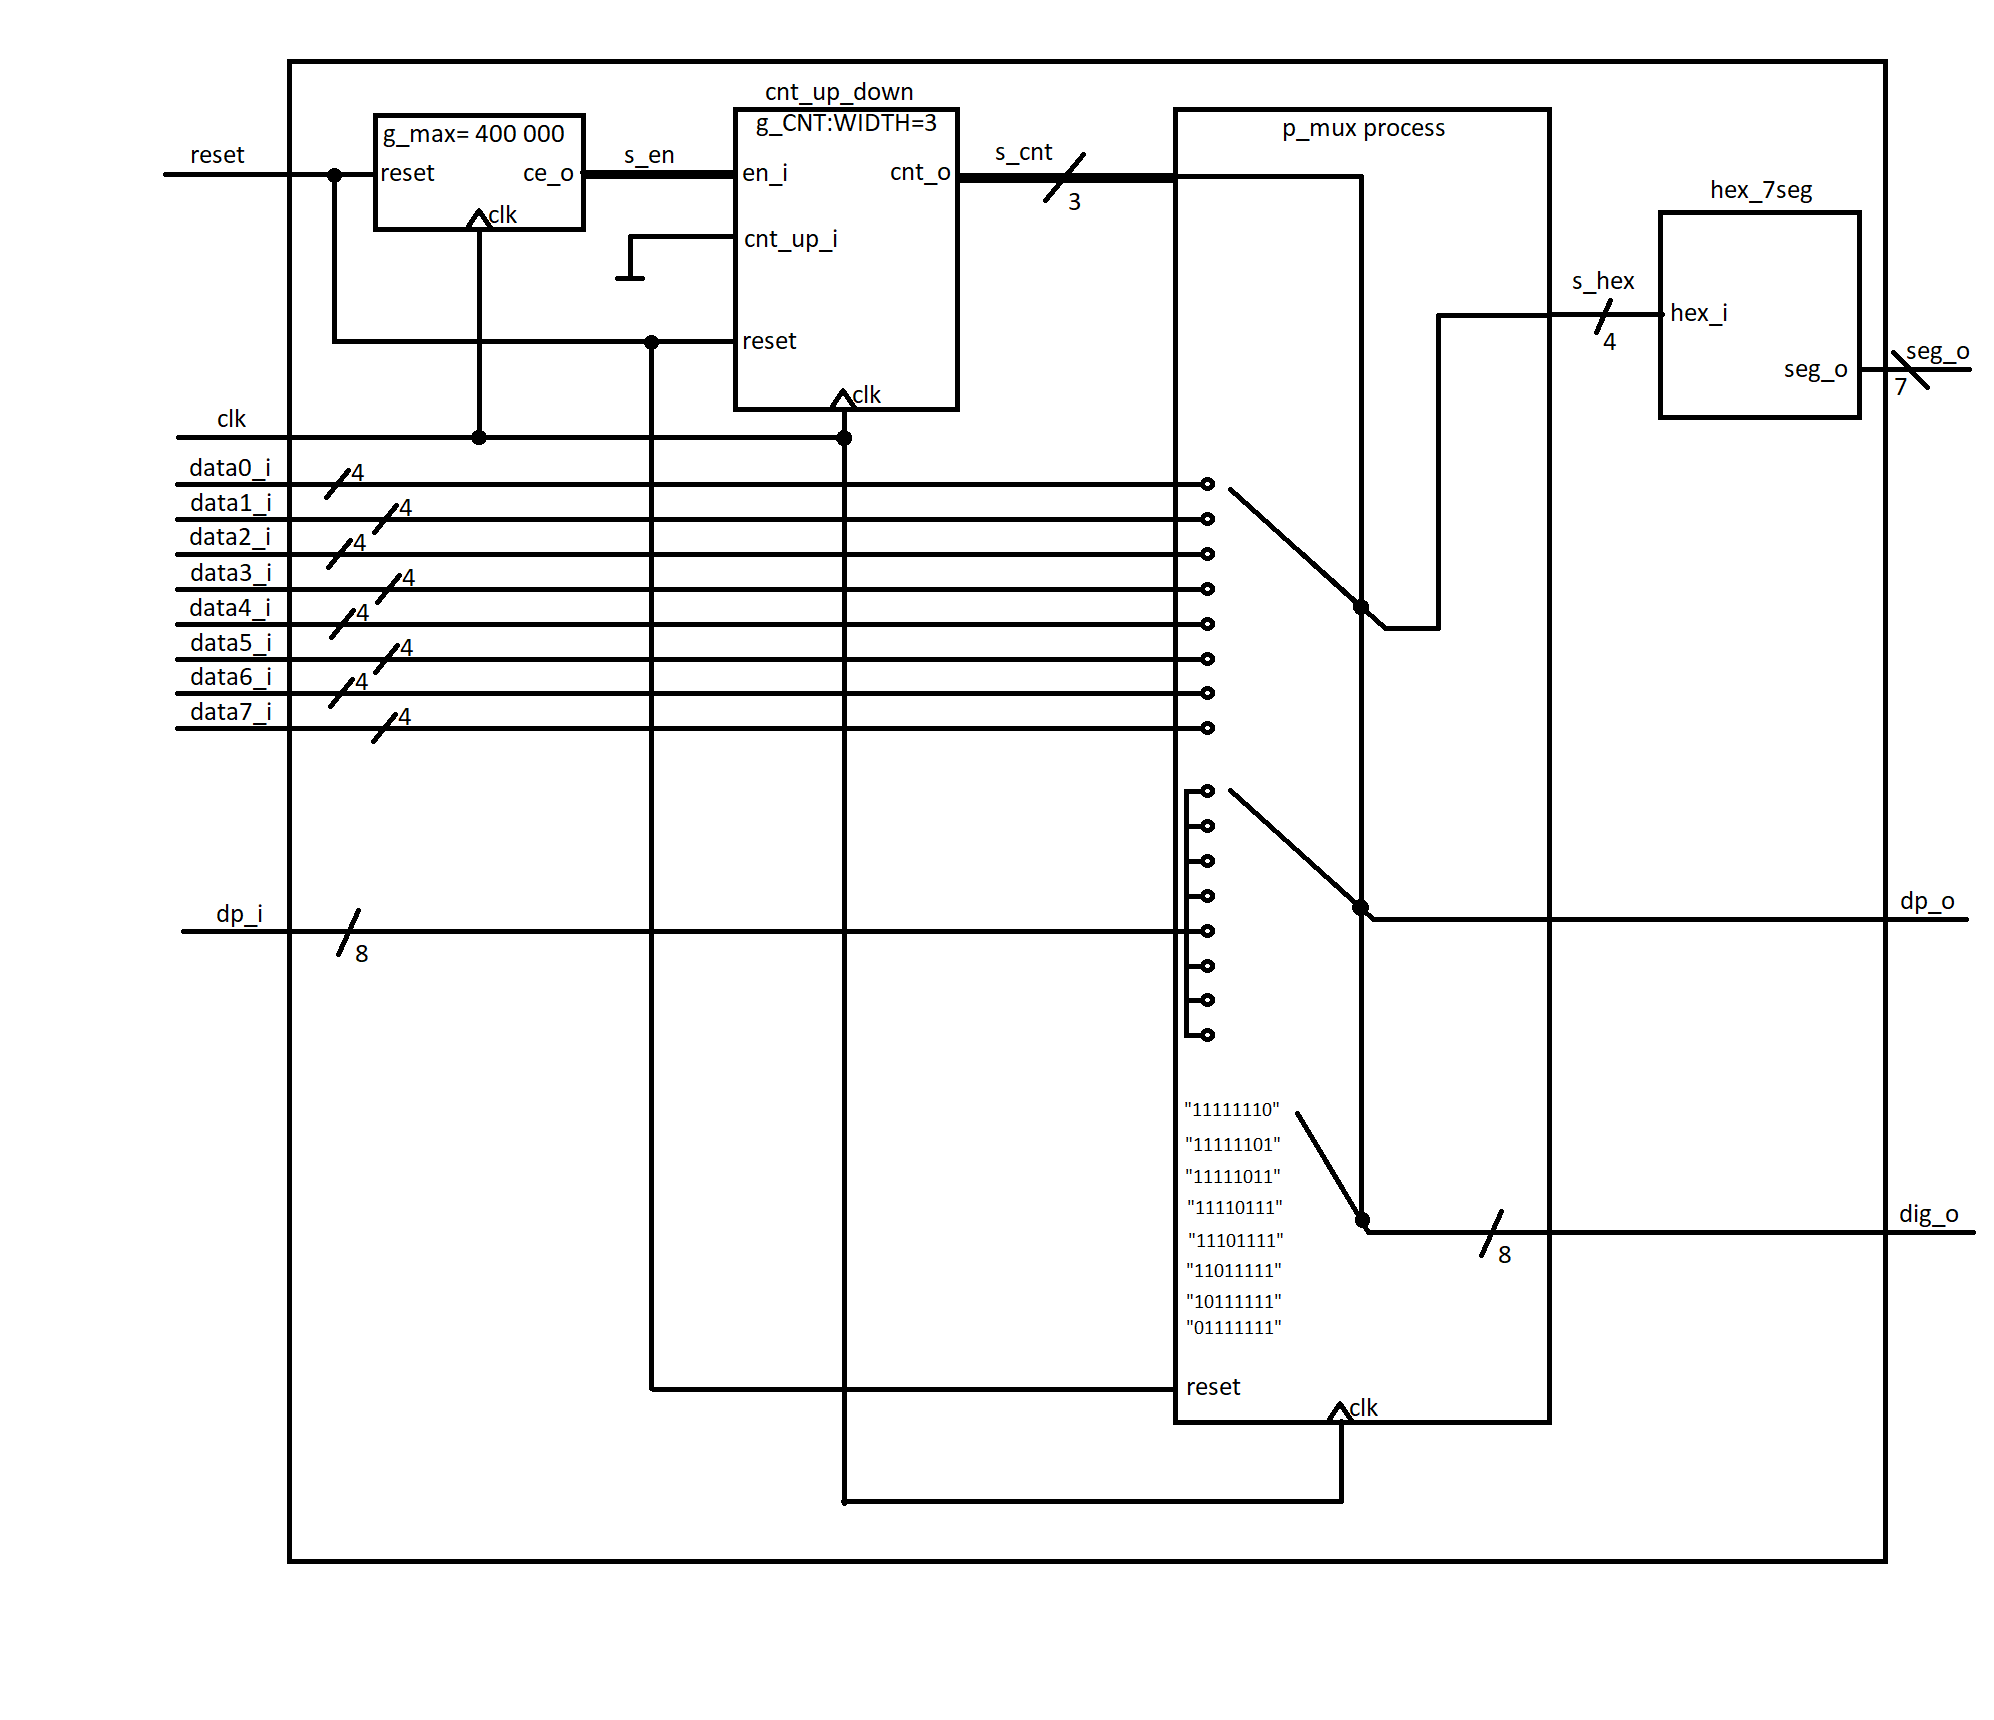 cnt_up_down
g_max= 400 000
g_CNT:WIDTH=3
p_mux process
reset
reset
ce_o
s_en
en_i
cnt_o
s_cnt
3
clk
cnt_up_i
hex_7seg
s_hex
hex_i
4
reset
seg_o
seg_o
7
clk
clk
data0_i
4
data1_i
4
data2_i
4
data3_i
4
data4_i
4
data5_i
4
data6_i
4
data7_i
4
dp_i
8
dp_o
"11111110"
"11111101"
"11111011"
"11110111"
"11101111"
"11011111"
"10111111"
"01111111"
dig_o
8
reset
clk